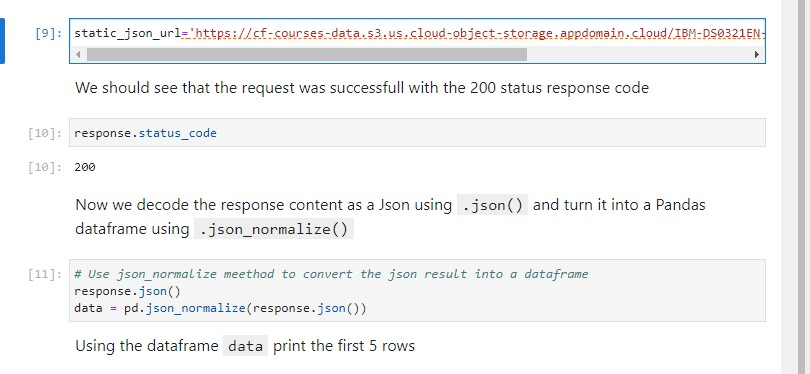 [9]: static_json_url='https://cf-courses-data.s3.us.cloud-object-storage.appdomain.cloud/IBM-DS0321EN-
We should see that the request was successfull with the 200 status response code
[10]: response.status_code
[10]: 200
Now we decode the response content as a Json using .json() and turn it into a Pandas
dataframe using .json_normalize()
[11]: # Use json_normalize meethod to convert the json result into a dataframe
response.json()
data = pd.json_normalize(response.json())
Using the dataframe data print the first 5 rows